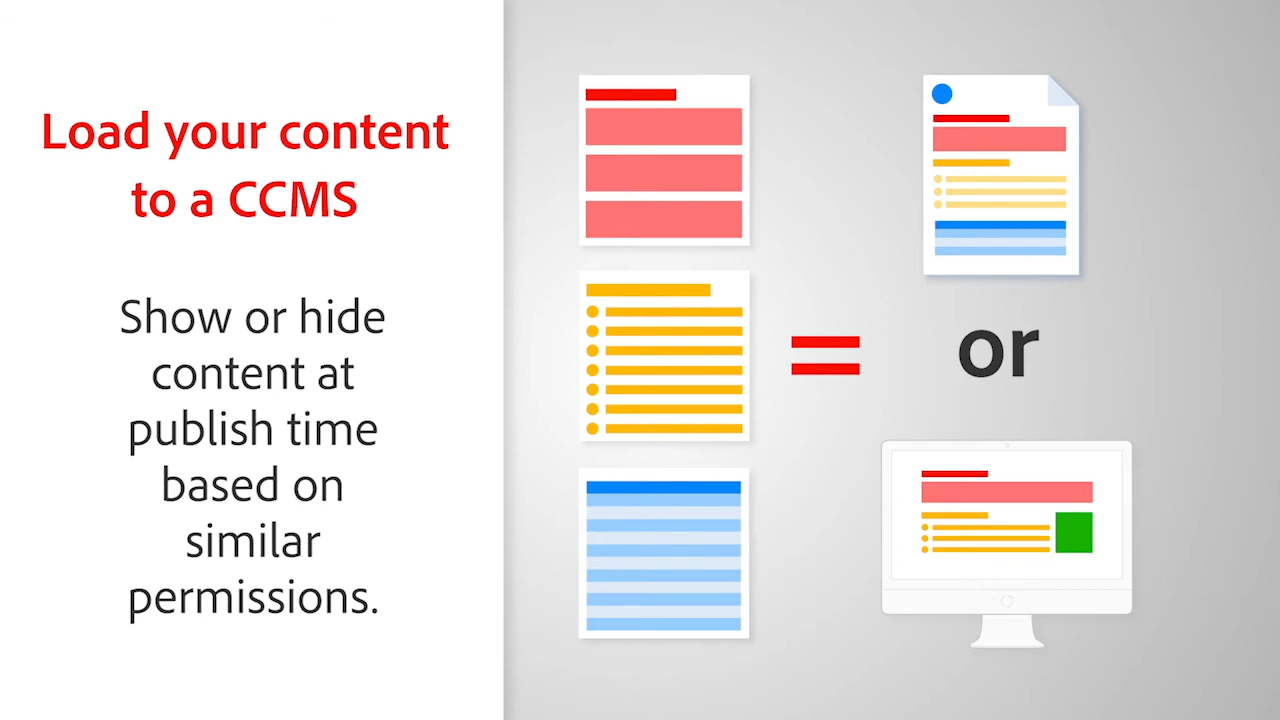 Load your content
to a CCMS
Show or hide
content at
publish time
based on
similar
permissions.
=
or